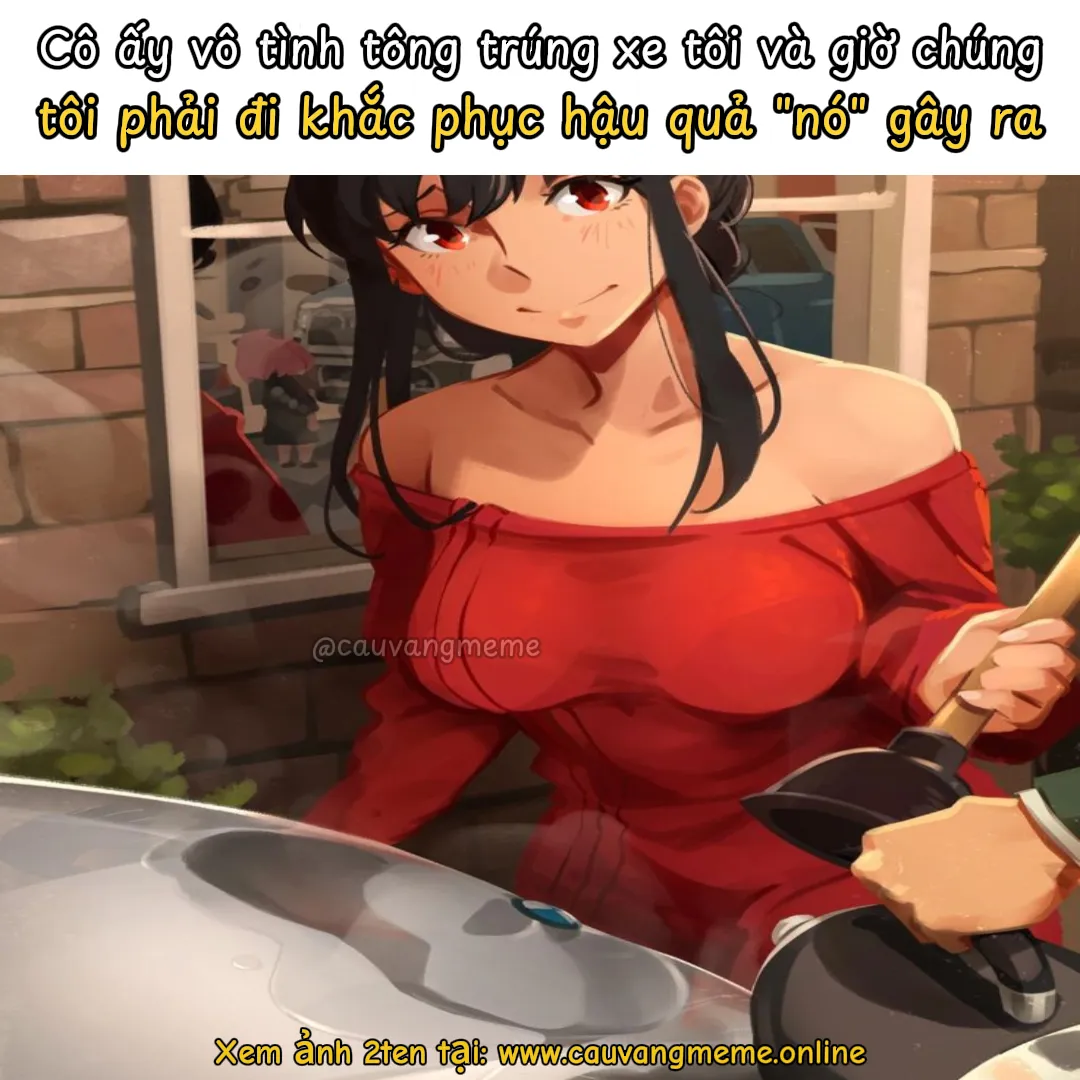 Cô ấy vô tình tông trúng xe tôi và giờ chúng
tôi phải đi khắc phục hậu quả "nó" gây ra
@cauvangmeme
Xem ảnh 2ten tại: www.cauvangmeme.online